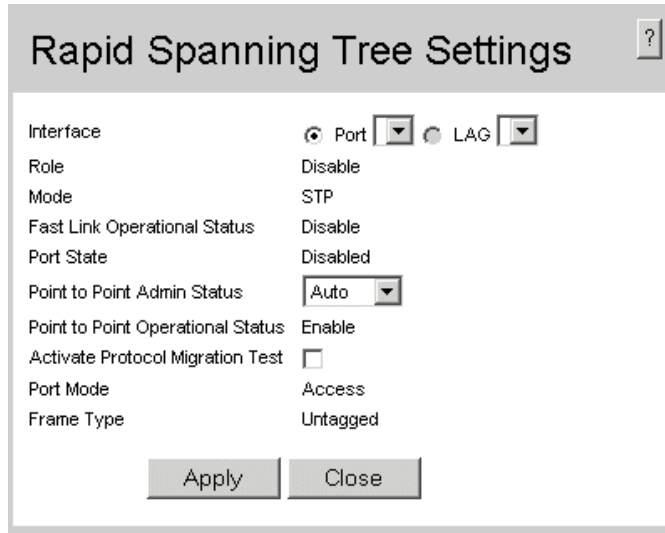 Rapid Spanning Tree Settings
?
Interface Port LAG
Role Disable
Mode STP
Fast Link Operational Status Disable
Port State Disabled
Point to Point Admin Status Auto
Point to Point Operational Status Enable
Activate Protocol Migration Test
Port Mode Access
Frame Type Untagged
Apply Close